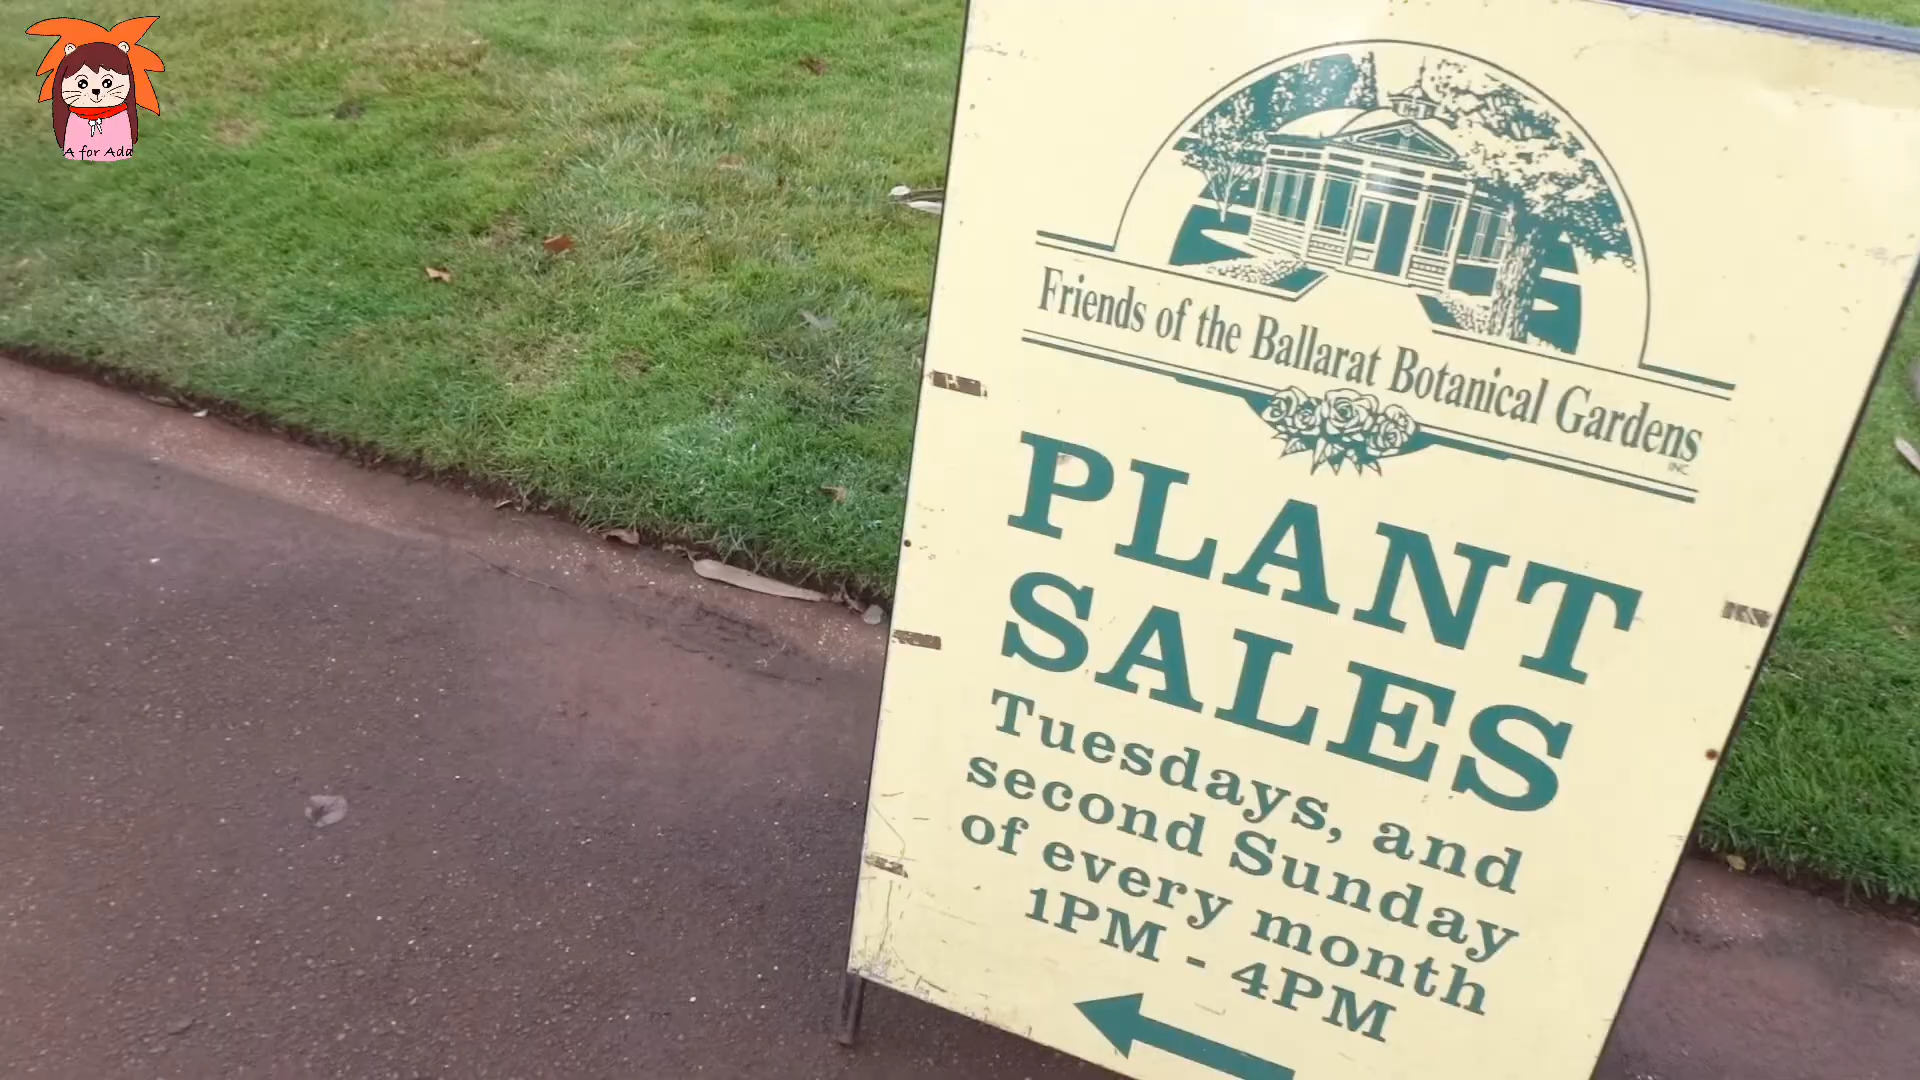 A for Ada
Friends of the Ballarat Botanical Gardens
INC.
PLANT
SALES
Tuesdays, and
second Sunday
of every month
1PM - 4PM